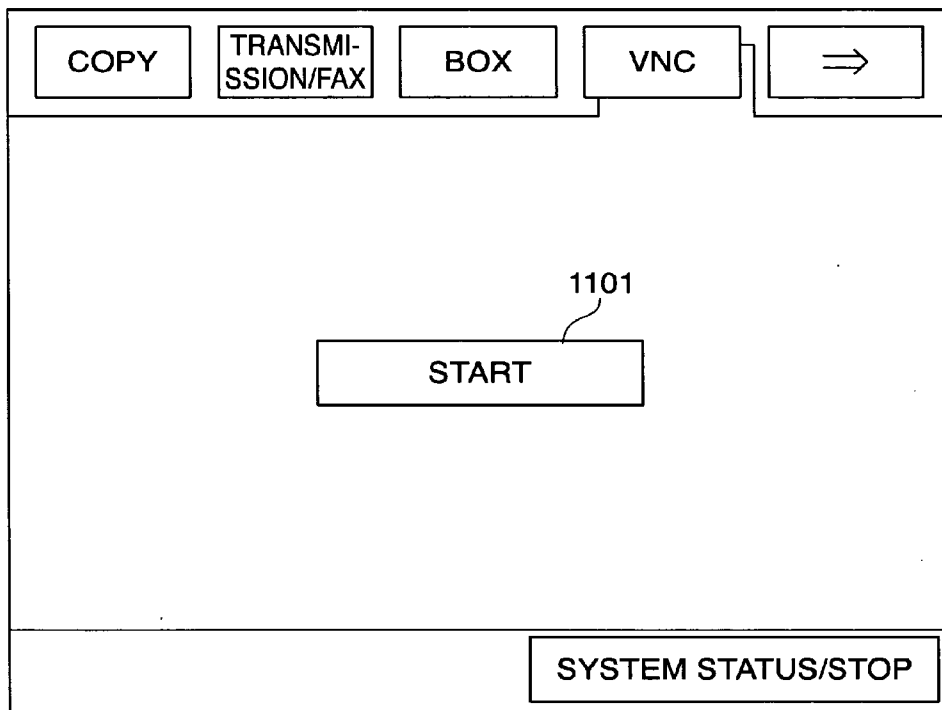 COPY
TRANSMI-
SSION/FAX
BOX
VNC
⇒
1101
START
SYSTEM STATUS/STOP